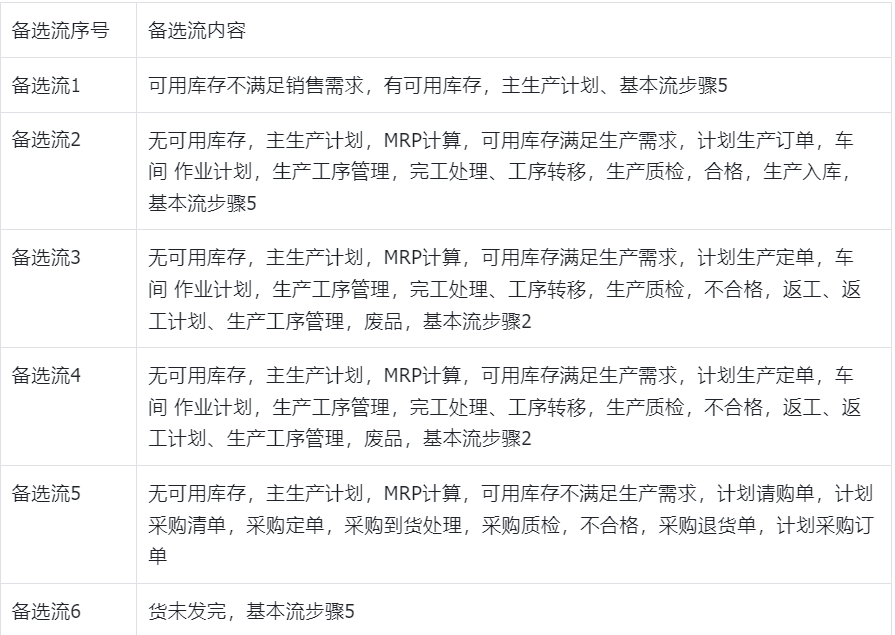 备选流序号 备选流内容
备选流1 可用库存不满足销售需求，有可用库存，主生产计划、基本流步骤5
备选流2 无可用库存，主生产计划，MRP计算，可用库存满足生产需求，计划生产订单，车
间 作业计划，生产工序管理，完工处理、工序转移，生产质检，合格，生产入库，
基本流步骤5
备选流3 无可用库存，主生产计划，MRP计算，可用库存满足生产需求，计划生产定单，车
间 作业计划，生产工序管理，完工处理、工序转移，生产质检，不合格，返工、返
工计划、生产工序管理，废品，基本流步骤2
备选流4 无可用库存，主生产计划，MRP计算，可用库存满足生产需求，计划生产定单，车
间 作业计划，生产工序管理，完工处理、工序转移，生产质检，不合格，返工、返
工计划、生产工序管理，废品，基本流步骤2
备选流5 无可用库存，主生产计划，MRP计算，可用库存不满足生产需求，计划请购单，计划
采购清单，采购定单，采购到货处理，采购质检，不合格，采购退货单，计划采购订
单
备选流6 货未发完，基本流步骤5